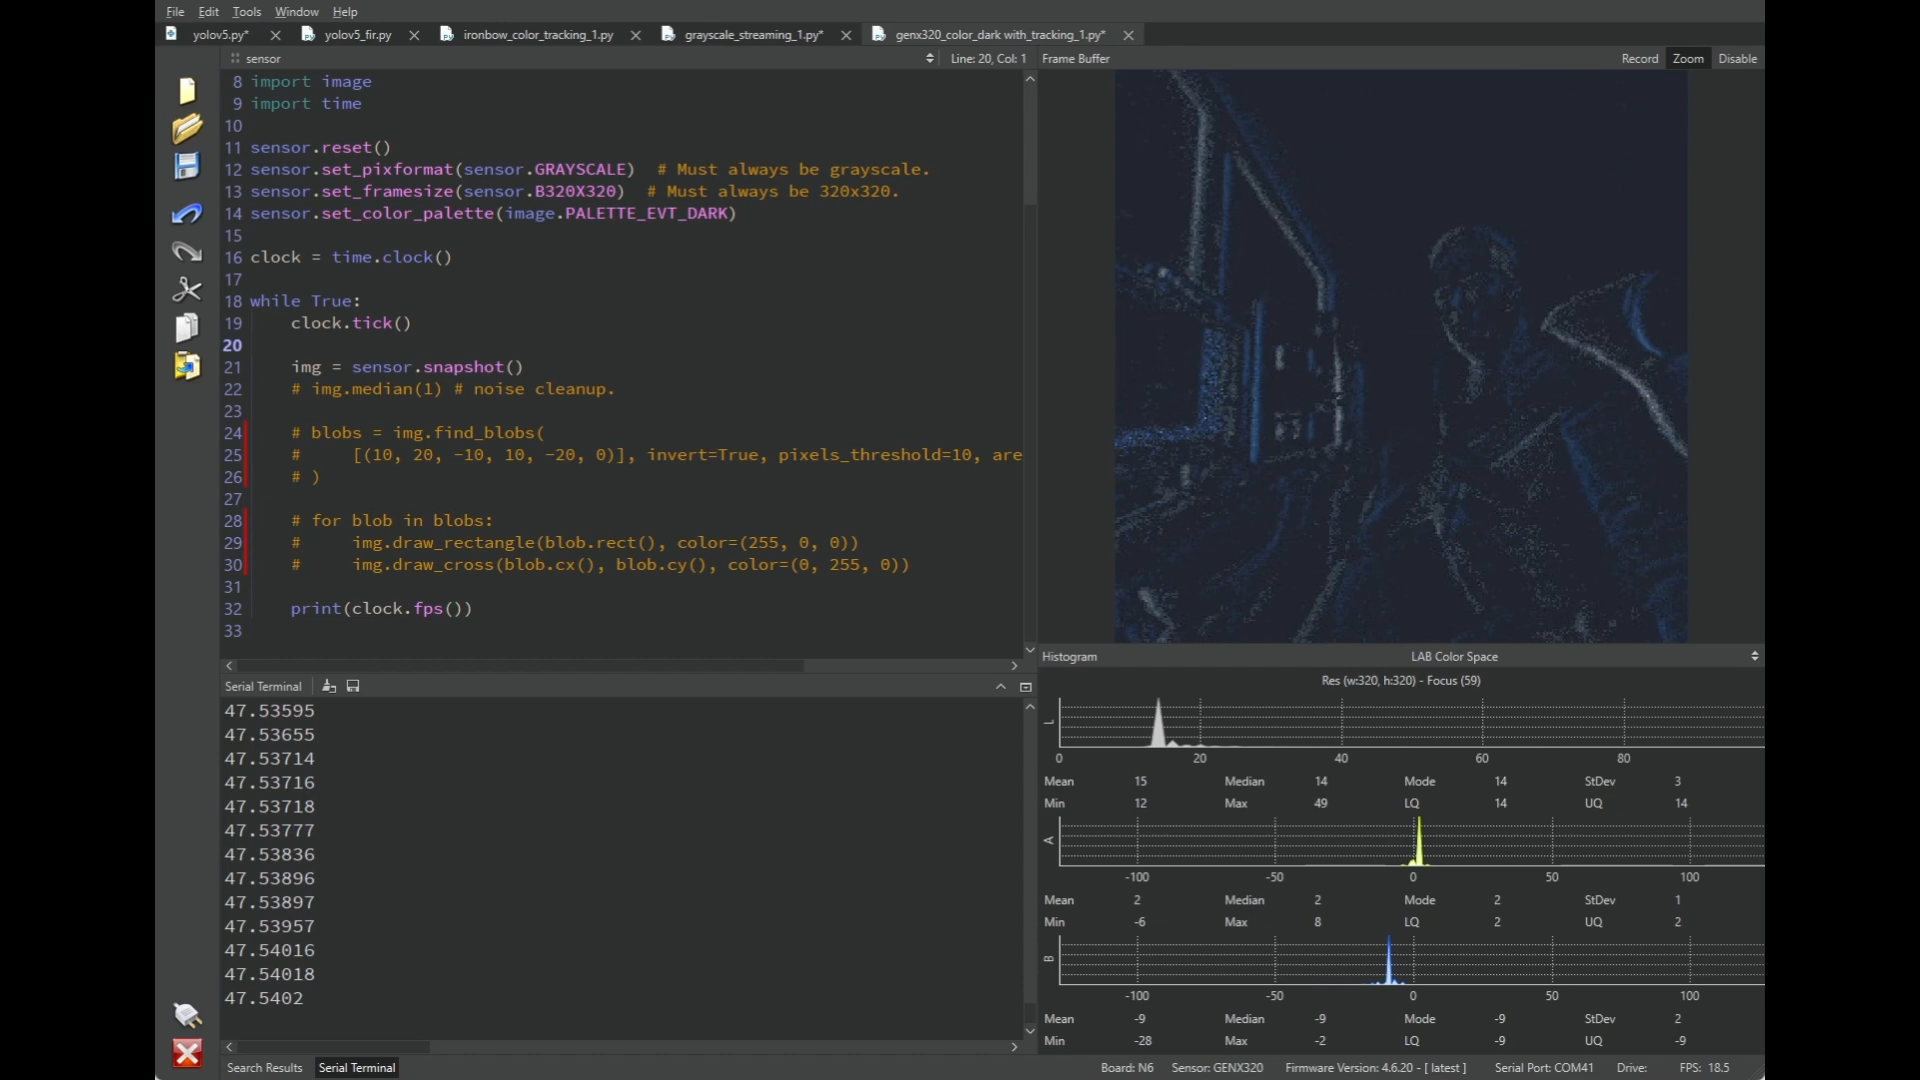 File Edit Tools Window Help
yolov5.py* yolov5_fir.py ironbow_color_tracking_1.py grayscale_streaming_1.py* genx320_color_dark with_tracking_1.py*
sensor Line: 20, Col: 1
8 import image
9 import time
10
11 sensor.reset()
12 sensor.set_pixformat(sensor.GRAYSCALE)  # Must always be grayscale.
13 sensor.set_framesize(sensor.B320X320)  # Must always be 320x320.
14 sensor.set_color_palette(image.PALETTE_EVT_DARK)
15
16 clock = time.clock()
17
18 while True:
19     clock.tick()
20
21     img = sensor.snapshot()
22     # img.median(1) # noise cleanup.
23
24     # blobs = img.find_blobs(
25     #     [(10, 20, -10, 10, -20, 0)], invert=True, pixels_threshold=10, are
26     # )
27
28     # for blob in blobs:
29     #     img.draw_rectangle(blob.rect(), color=(255, 0, 0))
30     #     img.draw_cross(blob.cx(), blob.cy(), color=(0, 255, 0))
31
32     print(clock.fps())
33
Serial Terminal
47.53595
47.53655
47.53714
47.53716
47.53718
47.53777
47.53836
47.53896
47.53897
47.53957
47.54016
47.54018
47.5402
Search Results Serial Terminal
Frame Buffer Record Zoom Disable
Histogram LAB Color Space
Res (w:320, h:320) - Focus (59)
L
0 20 40 60 80
Mean 15 Median 14 Mode 14 StDev 3
Min 12 Max 49 LQ 14 UQ 14
A
-100 -50 0 50 100
Mean 2 Median 2 Mode 2 StDev 1
Min -6 Max 8 LQ 2 UQ 2
B
-100 -50 0 50 100
Mean -9 Median -9 Mode -9 StDev 2
Min -28 Max -2 LQ -9 UQ -9
Board: N6 Sensor: GENX320 Firmware Version: 4.6.20 - [ latest ] Serial Port: COM41 Drive: FPS: 18.5